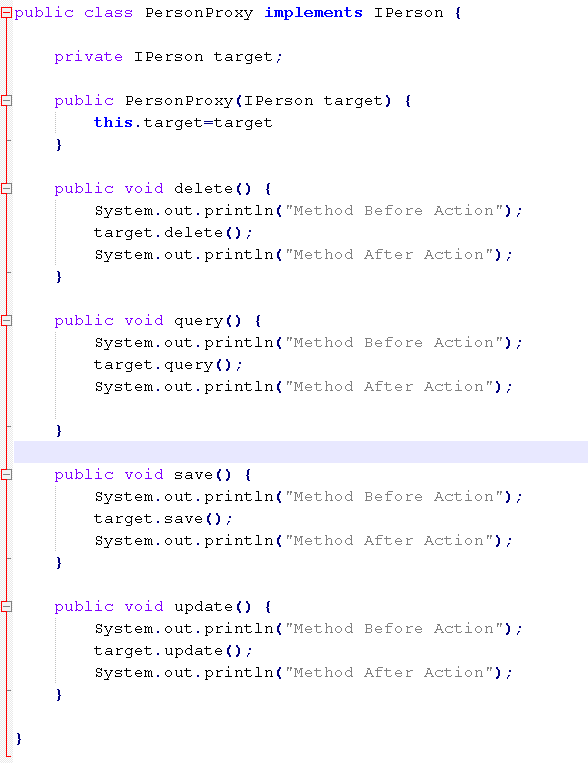 public class PersonProxy implements IPerson {
private IPerson target;
public PersonProxy(IPerson target) {
this.target=target
}
public void delete() {
System.out.println("Method Before Action");
target.delete();
System.out.println("Method After Action");
}
public void query() {
System.out.println("Method Before Action");
target.query();
System.out.println("Method After Action");
}
public void save() {
System.out.println("Method Before Action");
target.save();
System.out.println("Method After Action");
}
public void update() {
System.out.println("Method Before Action");
target.update();
System.out.println("Method After Action");
}
}